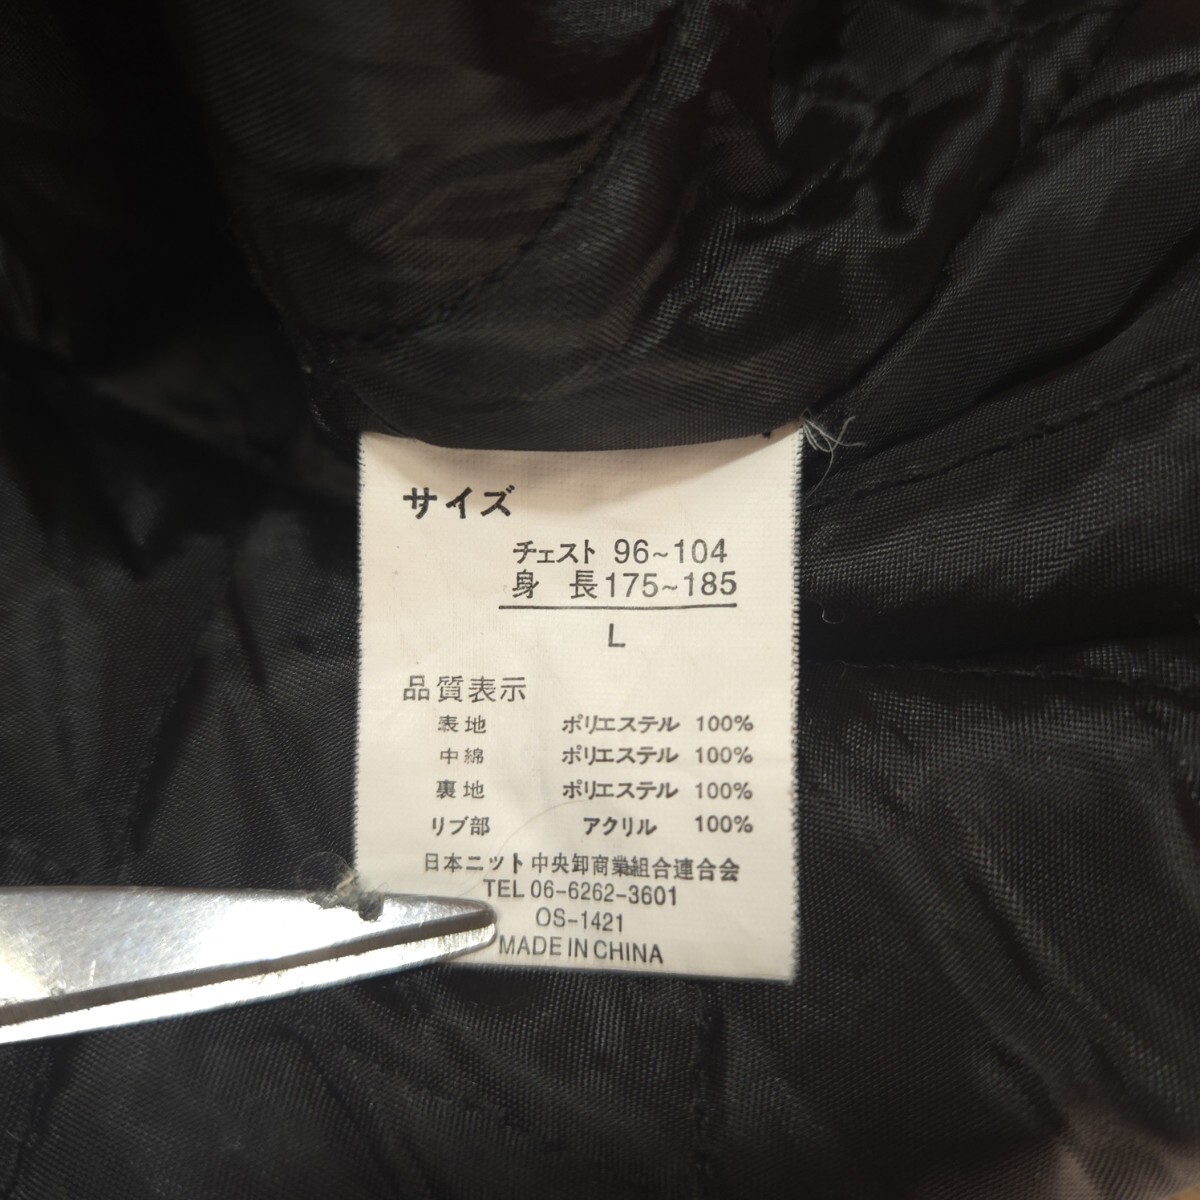 サイズ
チェスト 96~104
身 長 175~185
L
品質表示
表地 ポリエステル 100%
中綿 ポリエステル 100%
裏地 ポリエステル 100%
リブ部 アクリル 100%
日本ニット中央卸商業組合連合会
TEL 06-6262-3601
OS-1421
MADE IN CHINA